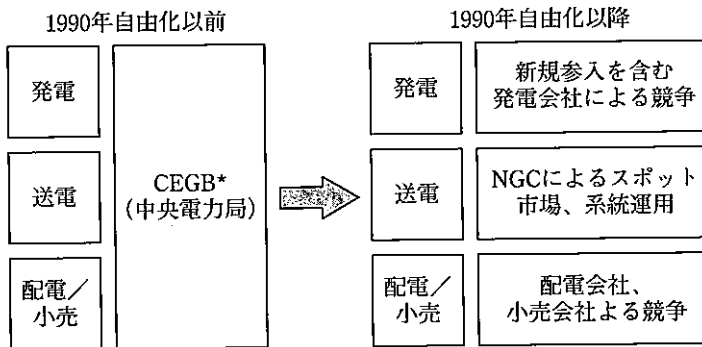 1990年自由化以前
発電
送電
配電／
小売
CEGB*
（中央電力局）
1990年自由化以降
発電
新規参入を含む
発電会社による競争
送電
NGCによるスポット
市場、系統運用
配電／
小売
配電会社、
小売会社よる競争